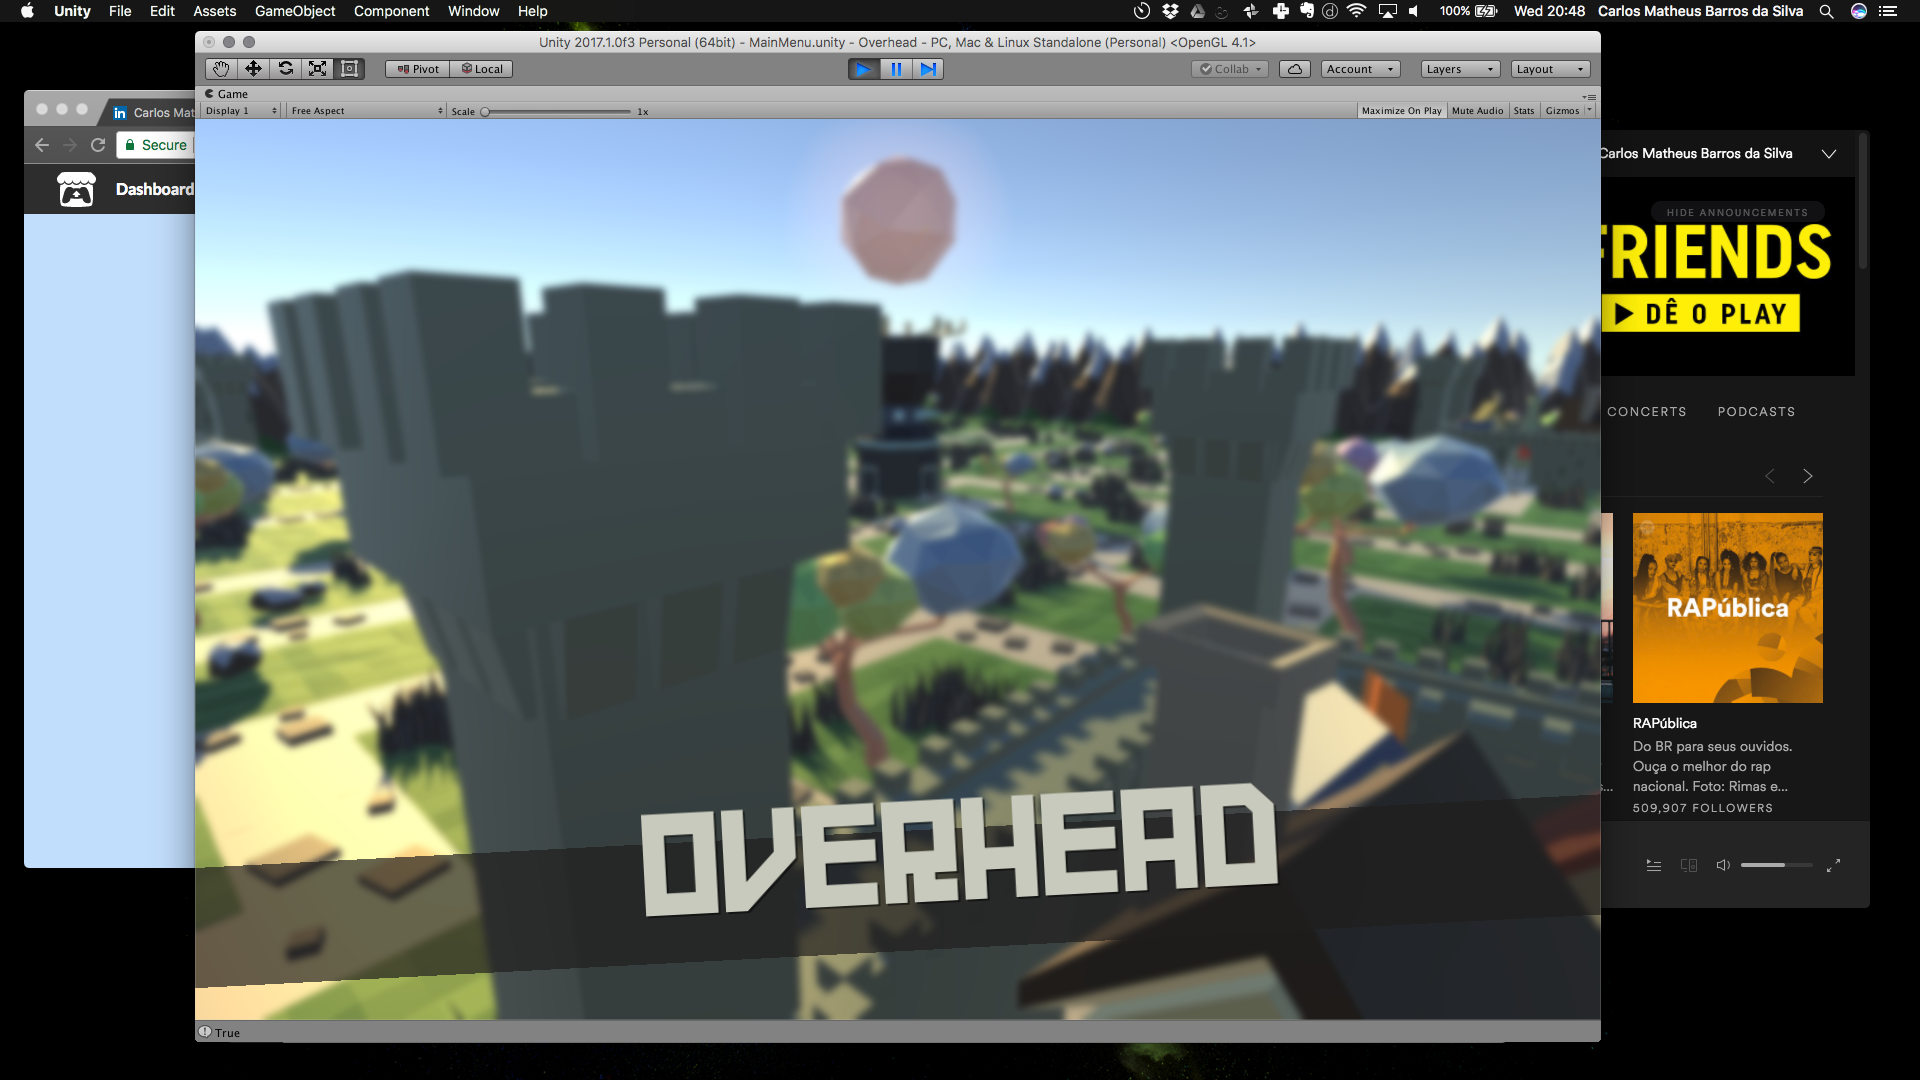 Unity File Edit Assets GameObject Component Window Help 100% Wed 20:48 Carlos Matheus Barros da Silva
Unity 2017.1.0f3 Personal (64bit) - MainMenu.unity - Overhead - PC, Mac & Linux Standalone (Personal) <OpenGL 4.1>
Pivot Local Collab Account Layers Layout
Game
Display 1 Free Aspect Scale 1x Maximize On Play Mute Audio Stats Gizmos
in Carlos Mat
Secure
Dashboard
Carlos Matheus Barros da Silva
HIDE ANNOUNCEMENTS
FRIENDS
DÊ O PLAY
CONCERTS PODCASTS
RAPública
RAPública
Do BR para seus ouvidos.
Ouça o melhor do rap
nacional. Foto: Rimas e...
509,907 FOLLOWERS
OVERHEAD
True